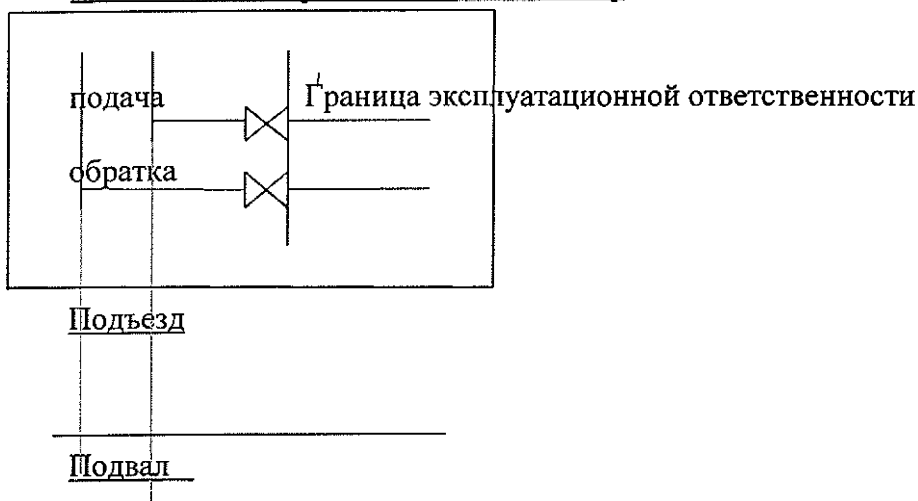 подача
Граница эксплуатационной ответственности
обратка
Подъезд
Подвал